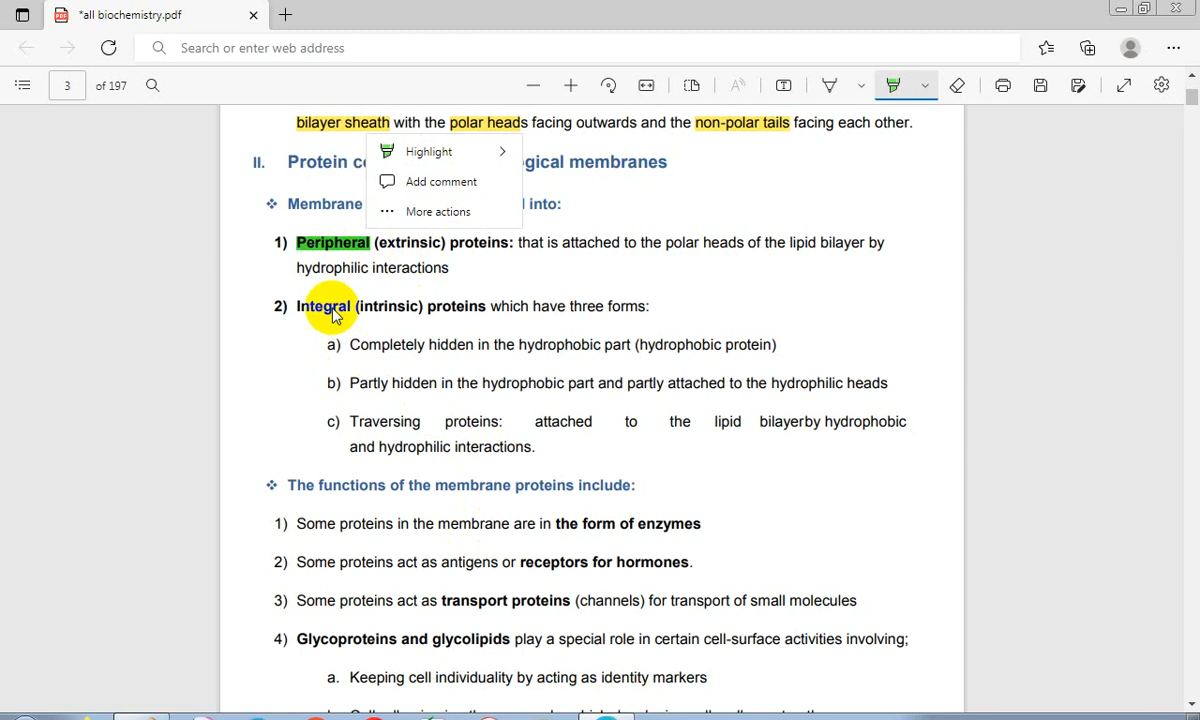 *all biochemistry.pdf
Search or enter web address
3 of 197
bilayer sheath with the polar heads facing outwards and the non-polar tails facing each other.
Highlight
II. Protein co gical membranes
Add comment
Membrane into:
More actions
1) Peripheral (extrinsic) proteins: that is attached to the polar heads of the lipid bilayer by
hydrophilic interactions
2) Integral (intrinsic) proteins which have three forms:
a) Completely hidden in the hydrophobic part (hydrophobic protein)
b) Partly hidden in the hydrophobic part and partly attached to the hydrophilic heads
c) Traversing proteins: attached to the lipid bilayerby hydrophobic
and hydrophilic interactions.
The functions of the membrane proteins include:
1) Some proteins in the membrane are in the form of enzymes
2) Some proteins act as antigens or receptors for hormones.
3) Some proteins act as transport proteins (channels) for transport of small molecules
4) Glycoproteins and glycolipids play a special role in certain cell-surface activities involving;
a. Keeping cell individuality by acting as identity markers